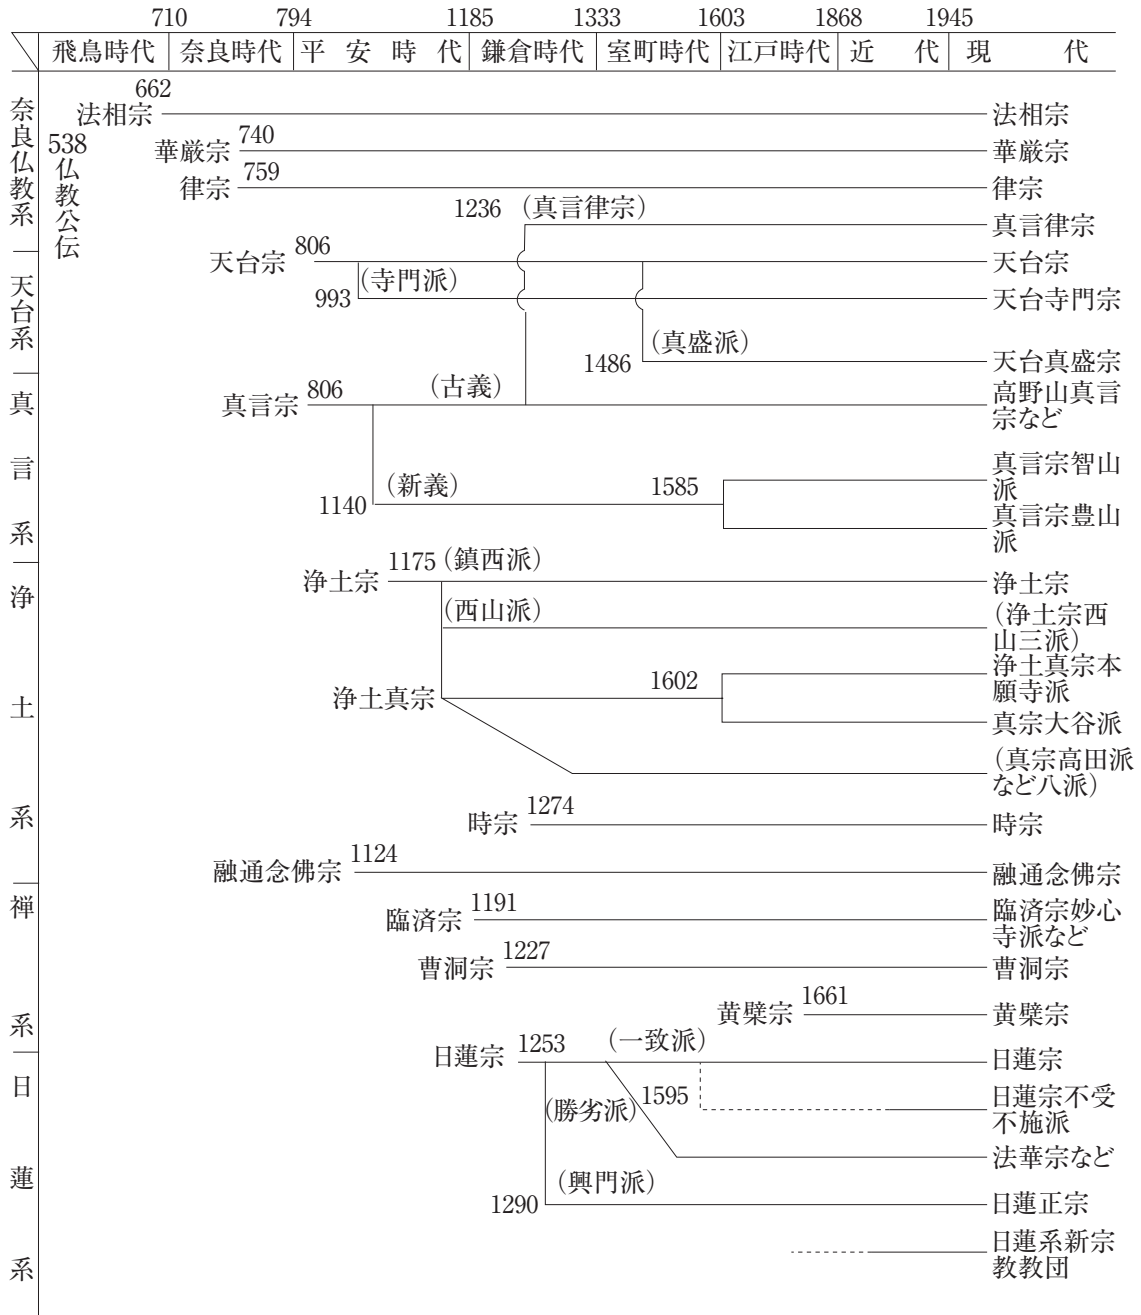 710 794 1185 1333 1603 1868 1945
飛鳥時代 奈良時代 平安時代 鎌倉時代 室町時代 江戸時代 近代 現代
奈良仏教系
538
仏教公伝
662
法相宗 法相宗
740
華厳宗 華厳宗
759
律宗 律宗
1236 (真言律宗)
真言律宗
天台系
806
天台宗 天台宗
(寺門派)
993 天台寺門宗
(真盛派)
1486 天台真盛宗
真言系
806 (古義)
真言宗 高野山真言
宗など
(新義) 1585
1140
真言宗智山
派
真言宗豊山
派
浄土系
1175 (鎮西派)
浄土宗 浄土宗
(西山派)
(浄土宗西
山三派)
1602
浄土真宗
浄土真宗本
願寺派
真宗大谷派
(真宗高田派
など八派)
1274
時宗 時宗
1124
融通念佛宗 融通念佛宗
禅系
1191
臨済宗 臨済宗妙心
寺派など
1227
曹洞宗 曹洞宗
1661
黄檗宗 黄檗宗
日蓮系
1253 (一致派)
日蓮宗 日蓮宗
1595
(勝劣派)
日蓮宗不受
不施派
法華宗など
(興門派)
1290 日蓮正宗
日蓮系新宗
教教団